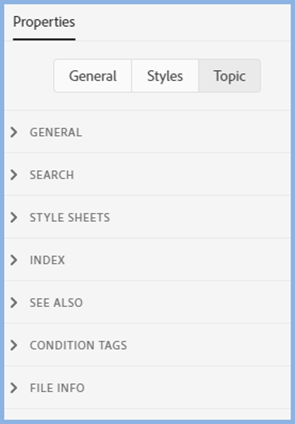 Properties
General Styles Topic
GENERAL
SEARCH
STYLE SHEETS
INDEX
SEE ALSO
CONDITION TAGS
FILE INFO